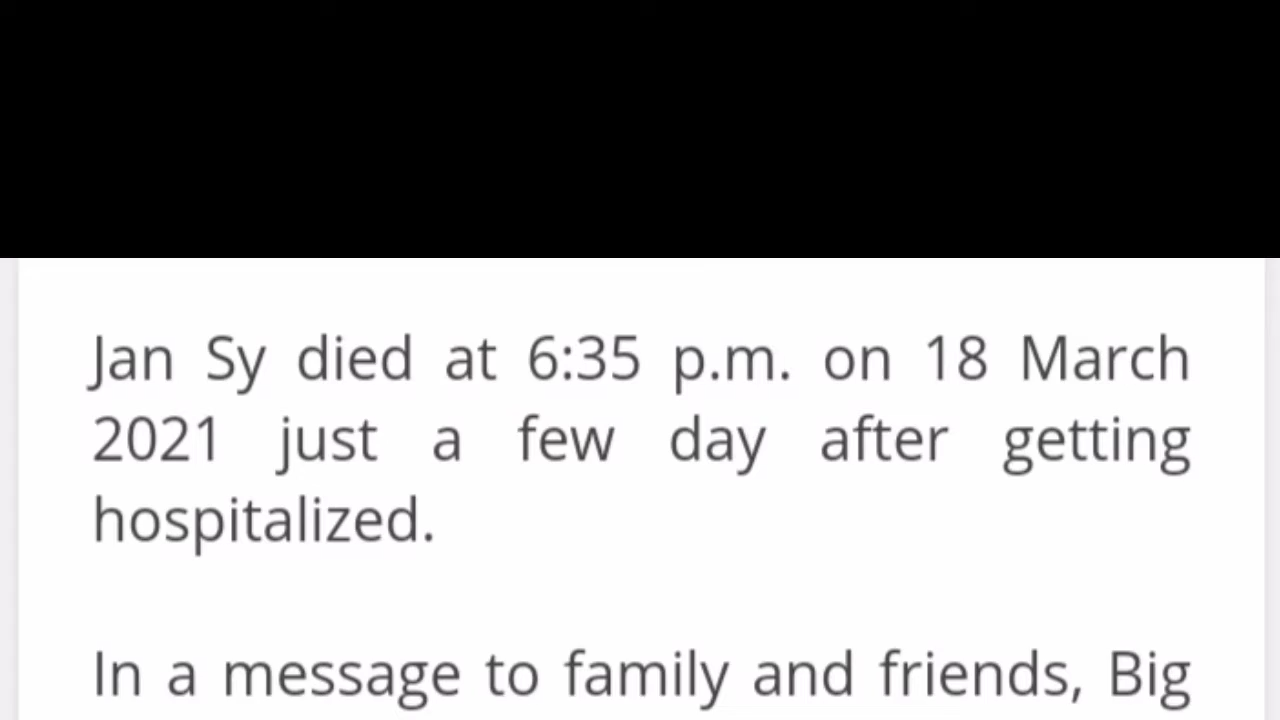 Jan Sy died at 6:35 p.m. on 18 March
2021 just a few day after getting
hospitalized.
In a message to family and friends, Big